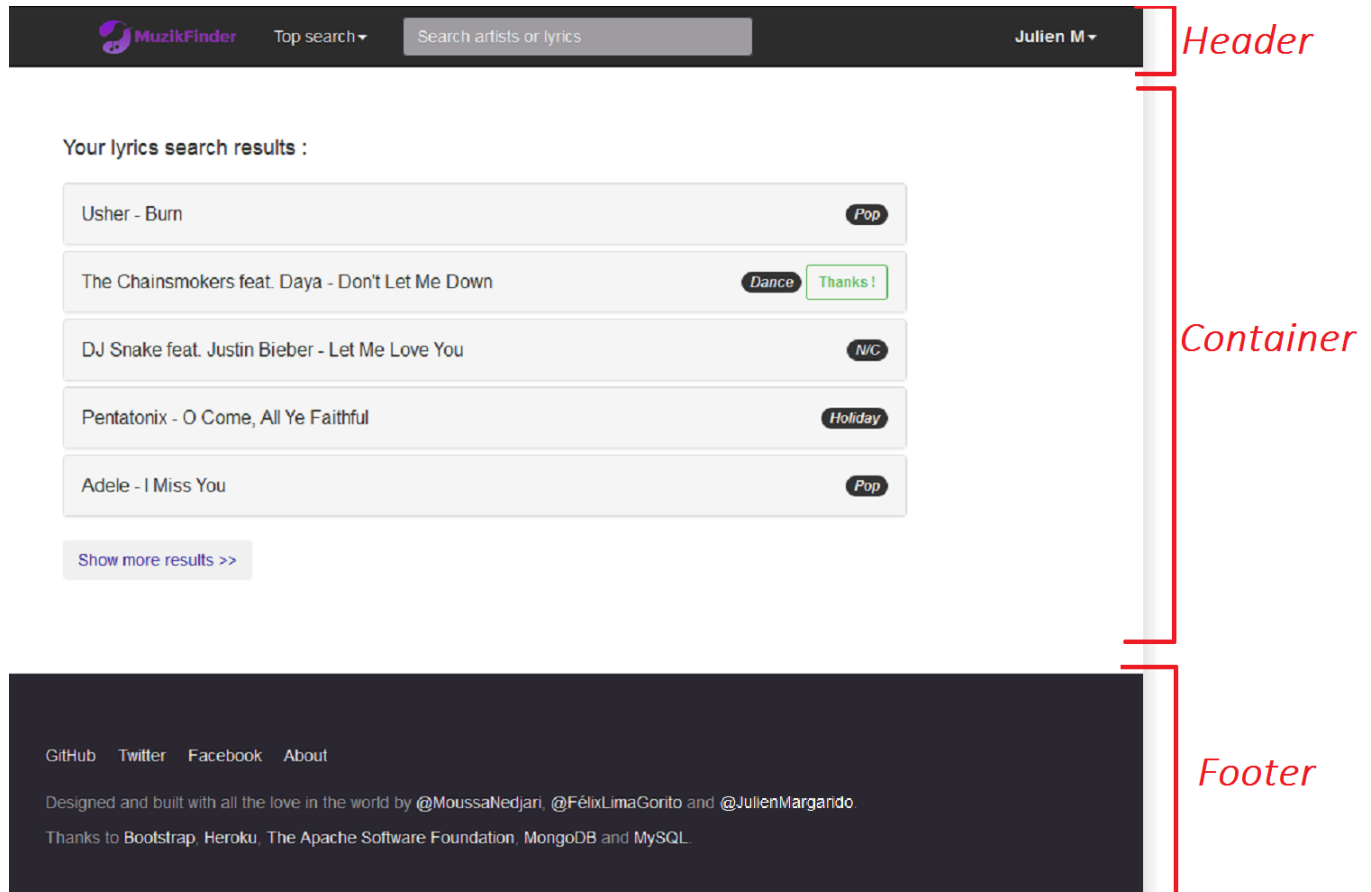 MuzikFinder Top search Search artists or lyrics Julien M
Header
Your lyrics search results :
Usher - Burn Pop
The Chainsmokers feat. Daya - Don't Let Me Down Dance Thanks !
Container
DJ Snake feat. Justin Bieber - Let Me Love You N/C
Pentatonix - O Come, All Ye Faithful Holiday
Adele - I Miss You Pop
Show more results >>
GitHub Twitter Facebook About
Footer
Designed and built with all the love in the world by @MoussaNedjari, @FélixLimaGorito and @JulienMargarido.
Thanks to Bootstrap, Heroku, The Apache Software Foundation, MongoDB and MySQL.